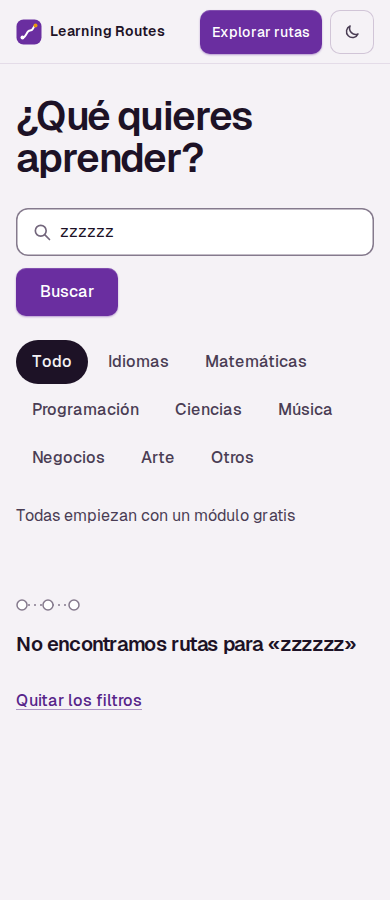 Learning Routes
Explorar rutas
¿Qué quieres
aprender?
zzzzzz
Buscar
Todo Idiomas Matemáticas
Programación Ciencias Música
Negocios Arte Otros
Todas empiezan con un módulo gratis
No encontramos rutas para «zzzzzz»
Quitar los filtros